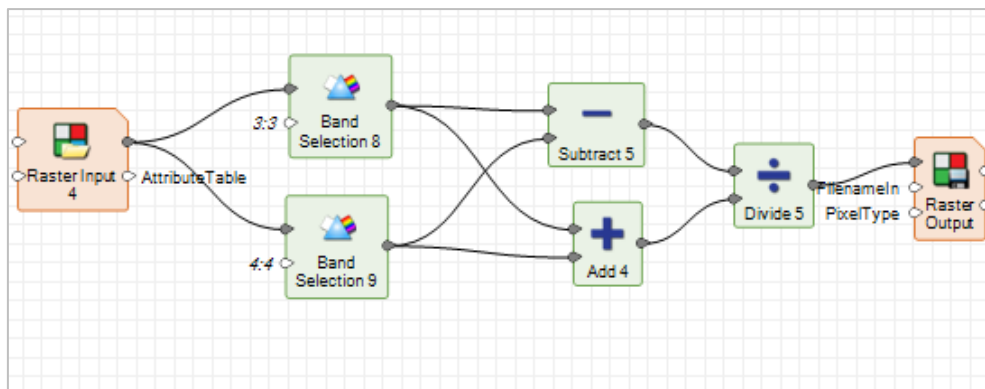 Raster Input
4
AttributeTable
3:3
Band
Selection 8
4:4
Band
Selection 9
Subtract 5
Add 4
Divide 5
FilenameIn
PixelType
Raster
Output